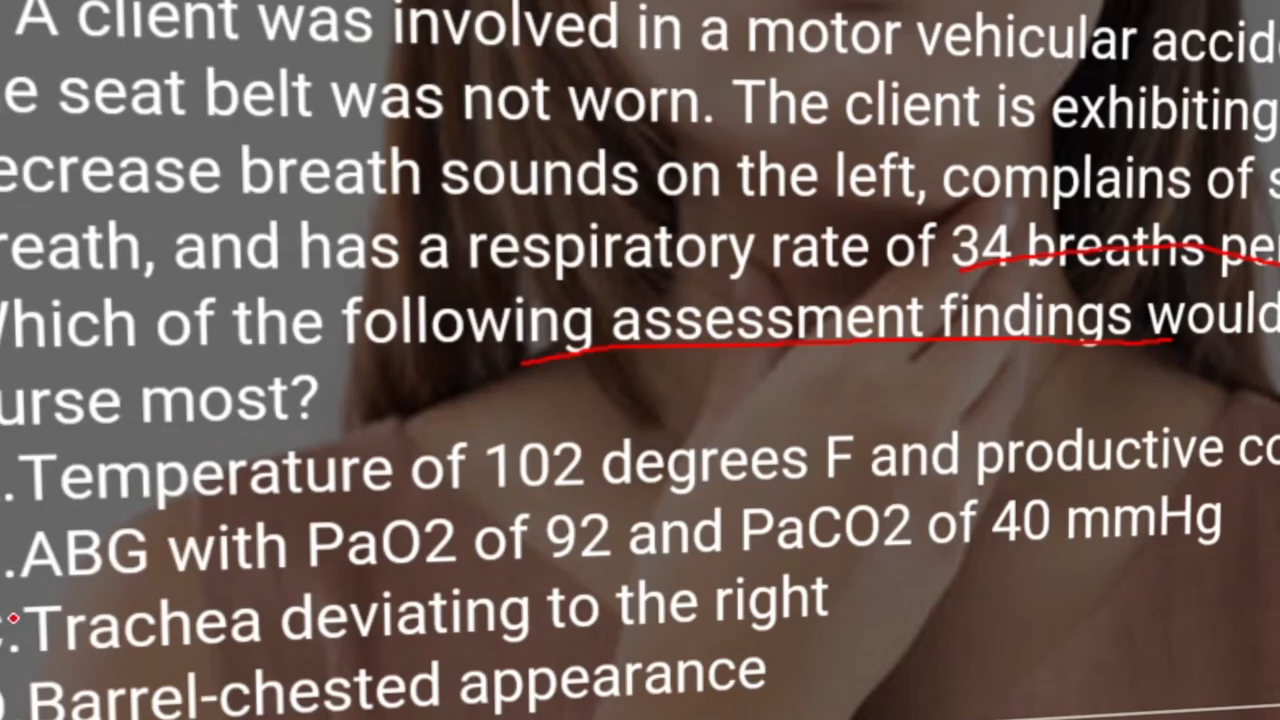 A client was involved in a motor vehicular accid
e seat belt was not worn. The client is exhibiting
ecrease breath sounds on the left, complains of s
reath, and has a respiratory rate of 34 breaths per
Which of the following assessment findings would
urse most?
.Temperature of 102 degrees F and productive co
.ABG with PaO2 of 92 and PaCO2 of 40 mmHg
c.Trachea deviating to the right
D.Barrel-chested appearance